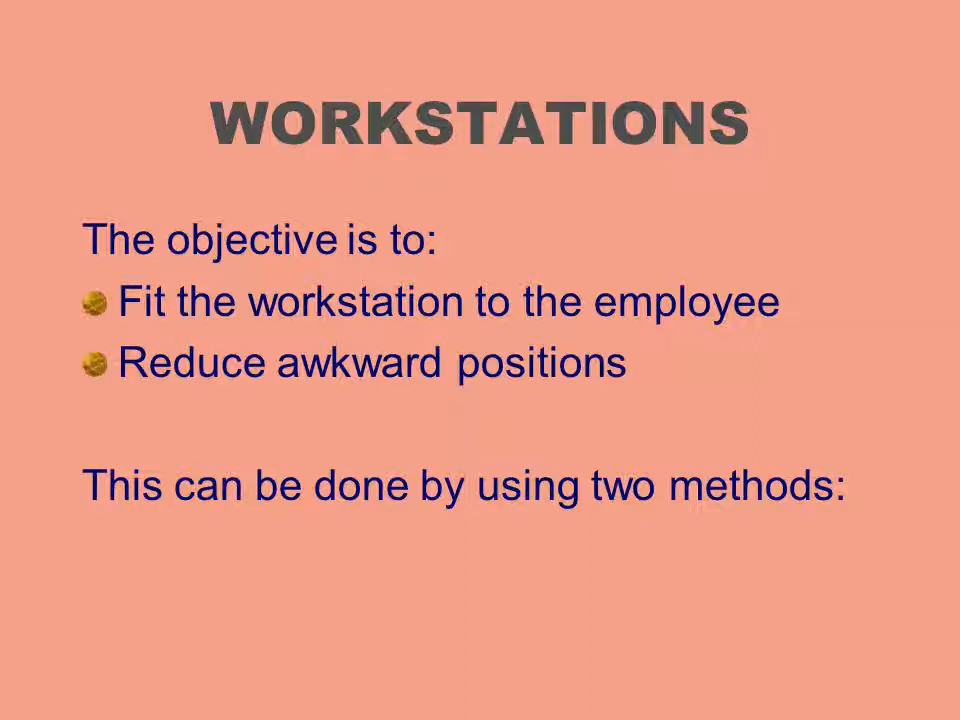 WORKSTATIONS
The objective is to:
Fit the workstation to the employee
Reduce awkward positions
This can be done by using two methods: